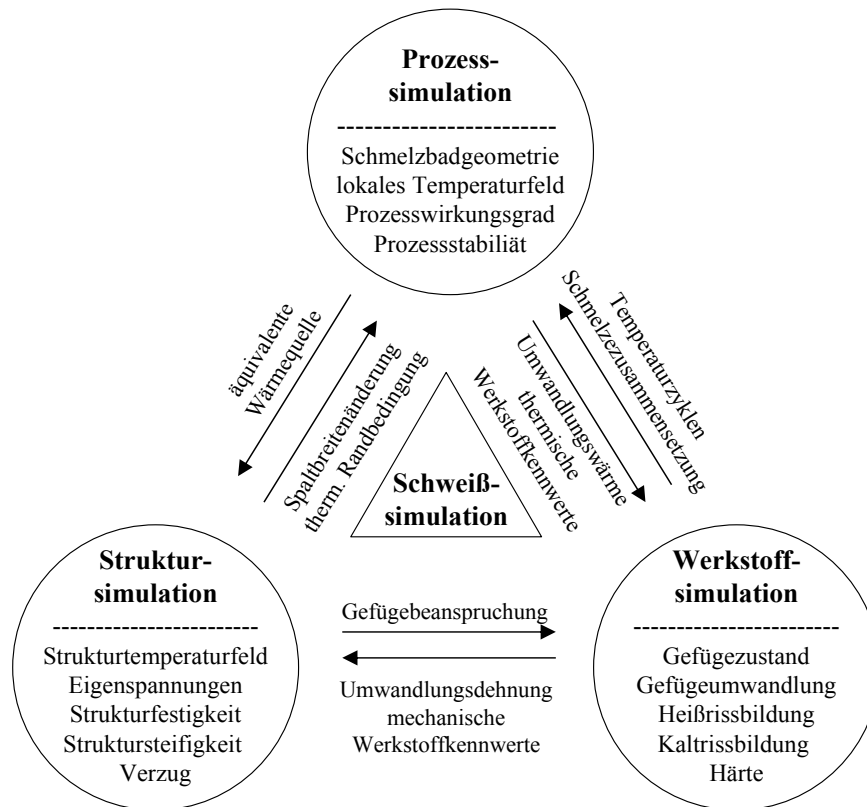 Prozess-
simulation
--------------------------
Schmelzbadgeometrie
lokales Temperaturfeld
Prozesswirkungsgrad
Prozessstabiliät
äquivalente
Wärmequelle
Spaltbreitenänderung
therm. Randbedingung
Umwandlungswärme
thermische
Werkstoffkennwerte
Temperaturzyklen
Schmelzezusammensetzung
Schweiß-
simulation
Struktur-
simulation
------------------------
Strukturtemperaturfeld
Eigenspannungen
Strukturfestigkeit
Struktursteifigkeit
Verzug
Gefügebeanspruchung
Umwandlungsdehnung
mechanische
Werkstoffkennwerte
Werkstoff-
simulation
------------------------
Gefügezustand
Gefügeumwandlung
Heißrissbildung
Kaltrissbildung
Härte